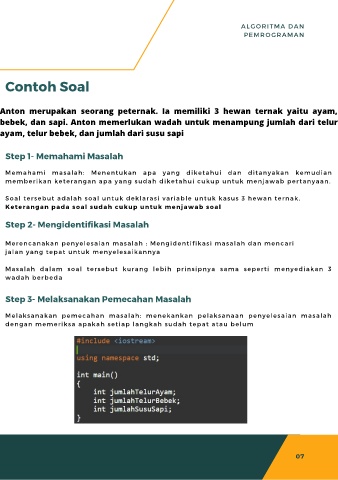 ALGORITMA DAN
PEMROGRAMAN
Contoh Soal
Anton merupakan seorang peternak. Ia memiliki 3 hewan ternak yaitu ayam,
bebek, dan sapi. Anton memerlukan wadah untuk menampung jumlah dari telur
ayam, telur bebek, dan jumlah dari susu sapi
Step 1- Memahami Masalah
Memahami masalah: Menentukan apa yang diketahui dan ditanyakan kemudian
memberikan keterangan apa yang sudah diketahui cukup untuk menjawab pertanyaan.
Soal tersebut adalah soal untuk deklarasi variable untuk kasus 3 hewan ternak.
Keterangan pada soal sudah cukup untuk menjawab soal
Step 2- Mengidentifikasi Masalah
Merencanakan penyelesaian masalah : Mengidentifikasi masalah dan mencari
jalan yang tepat untuk menyelesaikannya
Masalah dalam soal tersebut kurang lebih prinsipnya sama seperti menyediakan 3
wadah berbeda
Step 3- Melaksanakan Pemecahan Masalah
Melaksanakan pemecahan masalah: menekankan pelaksanaan penyelesaian masalah
dengan memeriksa apakah setiap langkah sudah tepat atau belum
#include <iostream>
using namespace std;
int main()
{
int jumlahTelurAyam;
int jumlahTelurBebek;
int jumlahSusuSapi;
}
07